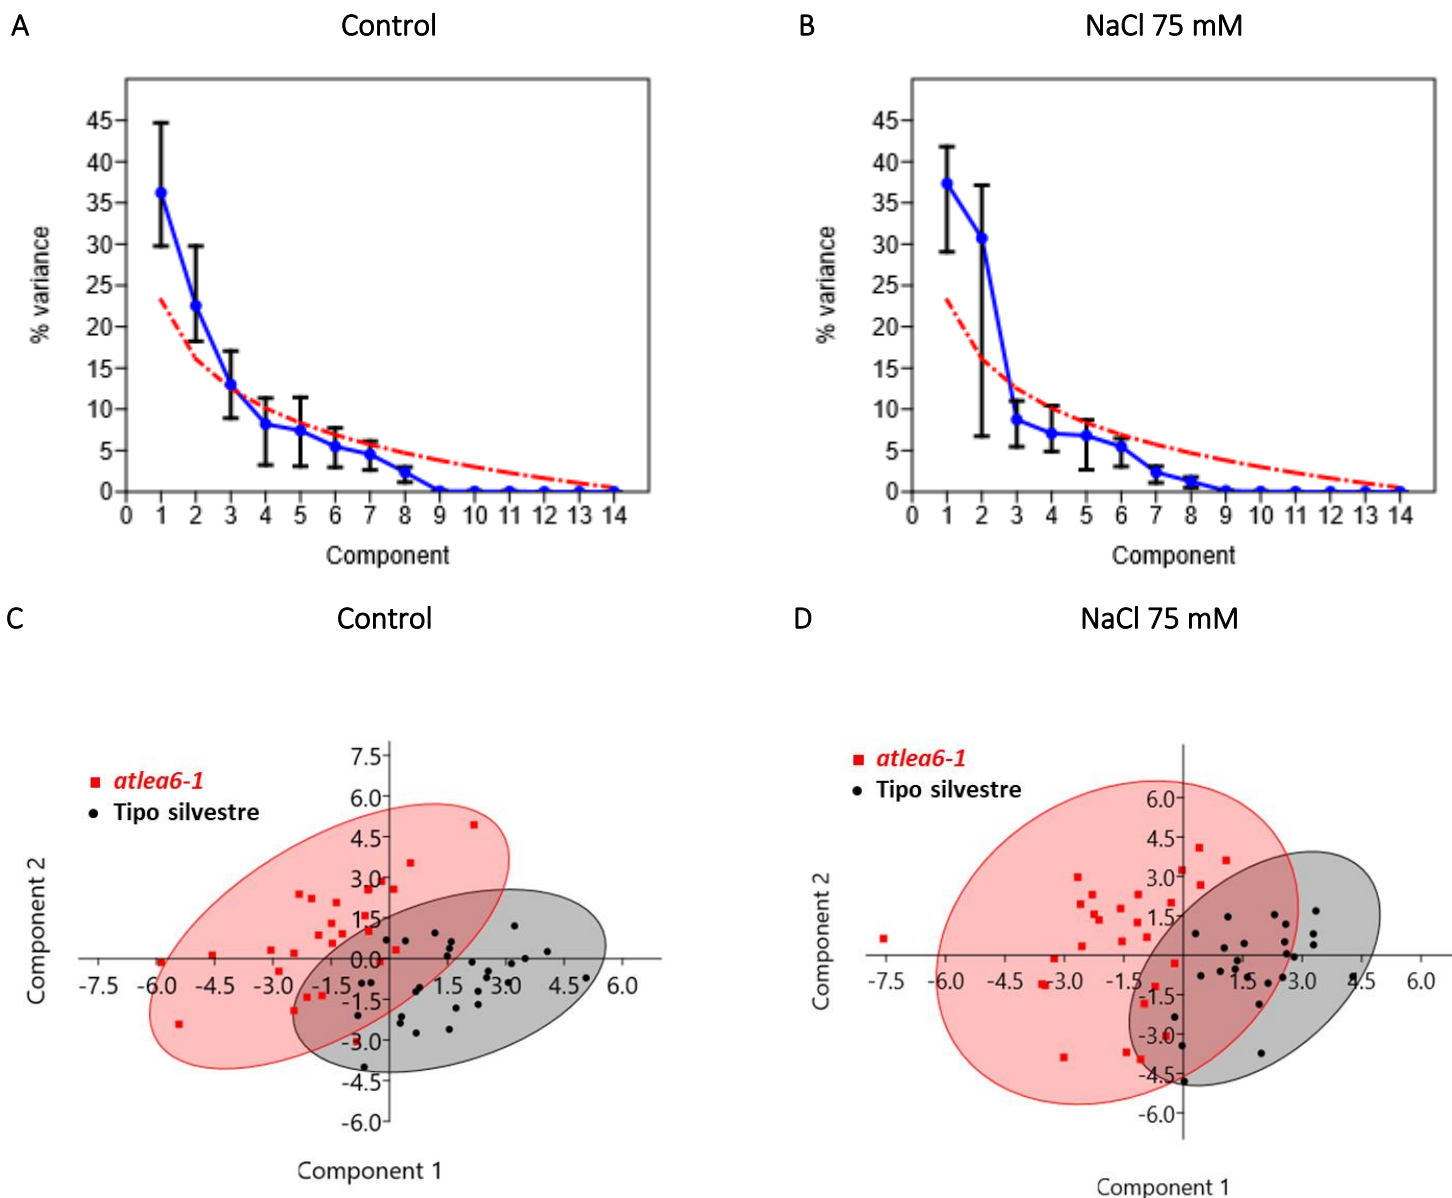 A
Control
B
NaCl 75 mM
45
40
35
30
25
20
15
10
5
0
% variance
0 1 2 3 4 5 6 7 8 9 10 11 12 13 14
Component
45
40
35
30
25
20
15
10
5
0
% variance
0 1 2 3 4 5 6 7 8 9 10 11 12 13 14
Component
C
Control
D
NaCl 75 mM
atlea6-1
Tipo silvestre
7.5
6.0
4.5
3.0
1.5
0.0
-1.5
-3.0
-4.5
-6.0
Component 2
-7.5 -6.0 -4.5 -3.0 -1.5 1.5 3.0 4.5 6.0
Component 1
atlea6-1
Tipo silvestre
6.0
4.5
3.0
1.5
-1.5
-3.0
-4.5
-6.0
Component 2
-7.5 -6.0 -4.5 -3.0 -1.5 1.5 3.0 4.5 6.0
Component 1